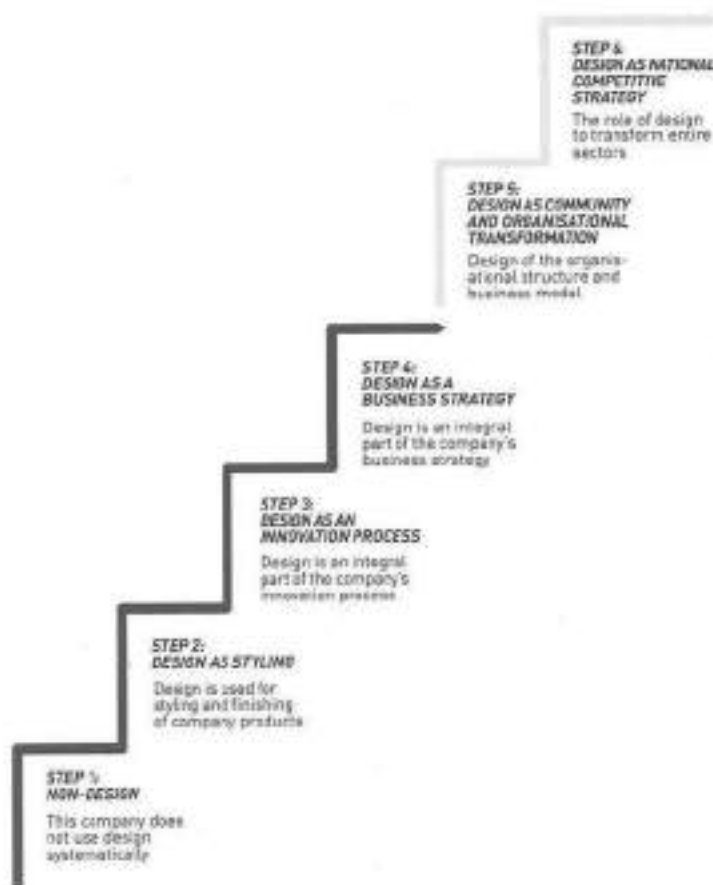 STEP 6
DESIGN AS NATIONAL
COMPETITIVE
STRATEGY
The role of design
to transform entire
sectors
STEP 5:
DESIGN AS COMMUNITY
AND ORGANISATIONAL
TRANSFORMATION
Design of the organis-
ational structure and
business model
STEP 4:
DESIGN AS A
BUSINESS STRATEGY
Design is an integral
part of the company's
business strategy
STEP 3:
DESIGN AS AN
INNOVATION PROCESS
Design is an integral
part of the company's
innovation process
STEP 2:
DESIGN AS STYLING
Design is used for
styling and finishing
of company products
STEP 1:
NON-DESIGN
This company does
not use design
systematically